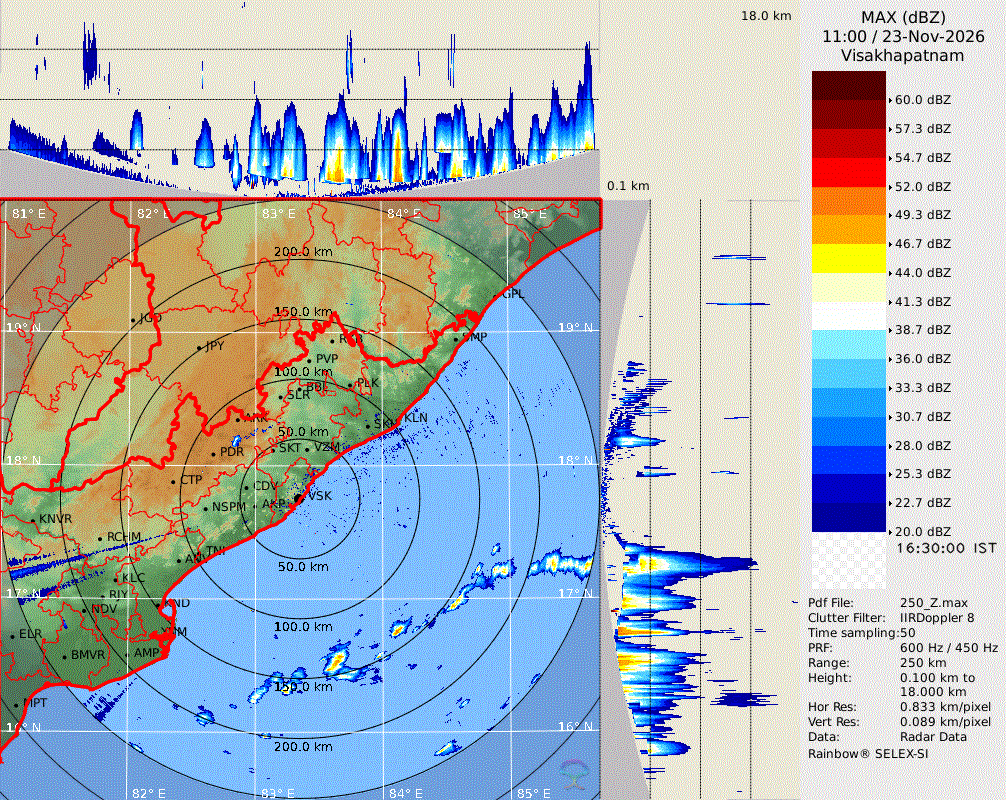 18.0 km
MAX (dBZ)
11:00 / 23-Nov-2026
Visakhapatnam
60.0 dBZ
57.3 dBZ
54.7 dBZ
52.0 dBZ
49.3 dBZ
46.7 dBZ
44.0 dBZ
41.3 dBZ
38.7 dBZ
36.0 dBZ
33.3 dBZ
30.7 dBZ
28.0 dBZ
25.3 dBZ
22.7 dBZ
20.0 dBZ
16:30:00 IST
0.1 km
81° E
82° E
83° E
84° E
85° E
200.0 km
GPL
150.0 km
JGD
19° N
19° N
JPY
PVP
100.0 km
PLK
SLR
KLN
50.0 km
SKT
VZM
PDR
18° N
18° N
CTP
CDV
VSK
NSPM
AKP
KNVR
RCHM
TNI
50.0 km
KLC
17° N
17° N
NDV
KND
100.0 km
ELR
BMVR
AMP
150.0 km
MPT
16° N
16° N
200.0 km
82° E
83° E
84° E
85° E
Pdf File: 250_Z.max
Clutter Filter: IIRDoppler 8
Time sampling:50
PRF: 600 Hz / 450 Hz
Range: 250 km
Height: 0.100 km to
18.000 km
Hor Res: 0.833 km/pixel
Vert Res: 0.089 km/pixel
Data: Radar Data
Rainbow® SELEX-SI